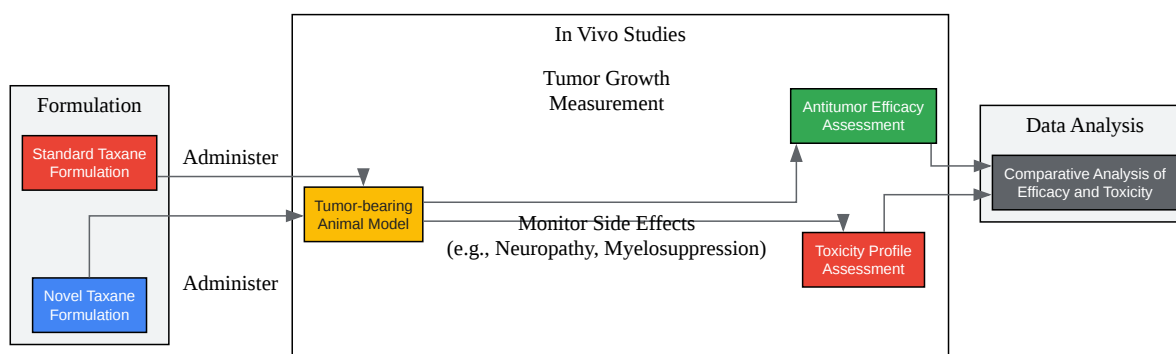 Formulation
Standard Taxane
Formulation
Novel Taxane
Formulation
Administer
Administer
In Vivo Studies
Tumor Growth
Measurement
Tumor-bearing
Animal Model
Monitor Side Effects
(e.g., Neuropathy, Myelosuppression)
Antitumor Efficacy
Assessment
Toxicity Profile
Assessment
Data Analysis
Comparative Analysis of
Efficacy and Toxicity